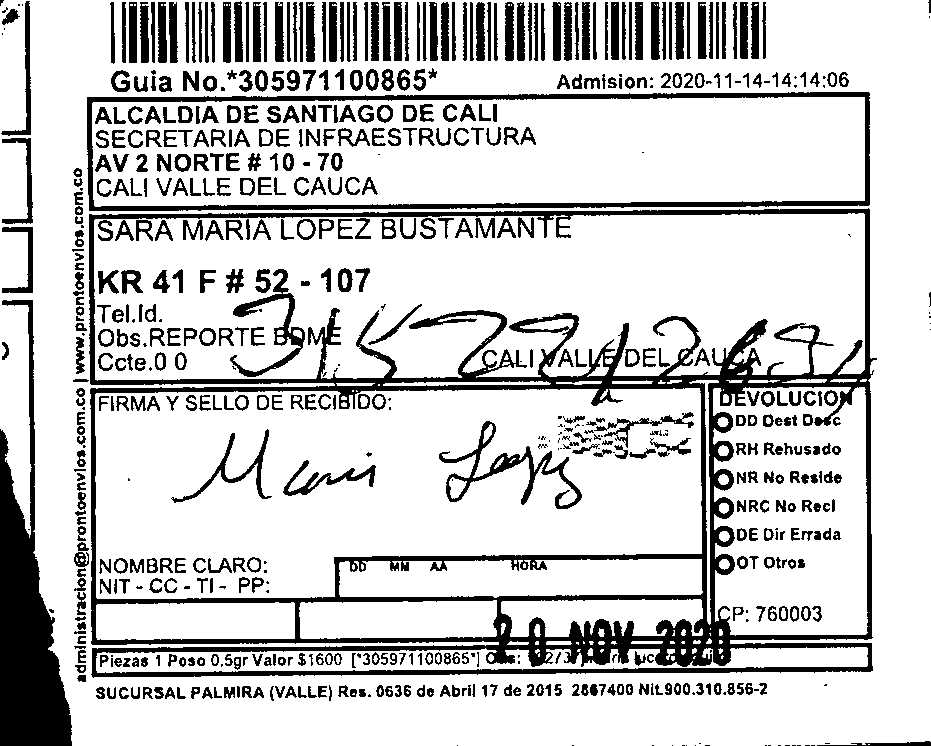 Guia No.*305971100865*
Admision: 2020-11-14-14:14:06
ALCALDIA DE SANTIAGO DE CALI
SECRETARIA DE INFRAESTRUCTURA
AV 2 NORTE # 10 - 70
CALI VALLE DEL CAUCA
SARA MARIA LOPEZ BUSTAMANTE
KR 41 F # 52 - 107
Tel.Id.
Obs.REPORTE BDME
Ccte.0 0
CALI VALLE DEL CAUCA
FIRMA Y SELLO DE RECIBIDO:
Maria Lopez
DEVOLUCION
DD Dest Desc
RH Rehusado
NR No Reside
NRC No Recl
DE Dir Errada
OT Otros
NOMBRE CLARO:
NIT - CC - TI - PP:
DD MM AA HORA
CP: 760003
20 NOV 2020
Piezas 1 Peso 0.5gr Valor $1600 [*305971100865*]
SUCURSAL PALMIRA (VALLE) Res. 0636 de Abril 17 de 2015 2867400 Nit.900.310.856-2
administracion@prontoenvios.com.co | www.prontoenvios.com.co